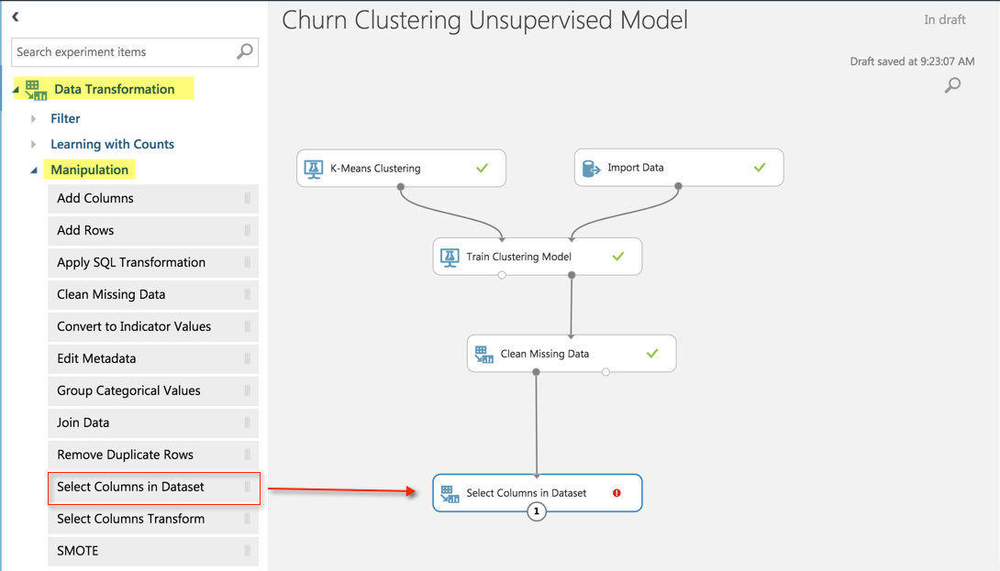 Churn Clustering Unsupervised Model
In draft
Draft saved at 9:23:07 AM
Search experiment items
Data Transformation
Filter
Learning with Counts
Manipulation
Add Columns
Add Rows
Apply SQL Transformation
Clean Missing Data
Convert to Indicator Values
Edit Metadata
Group Categorical Values
Join Data
Remove Duplicate Rows
Select Columns in Dataset
Select Columns Transform
SMOTE
K-Means Clustering
Import Data
Train Clustering Model
Clean Missing Data
Select Columns in Dataset
1